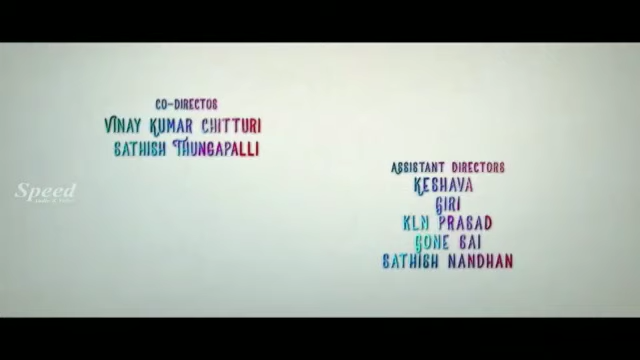 CO-DIRECTOS
VINAY KUMAR CHITTURI
SATHISH THUNGAPALLI
ASSISTANT DIRECTORS
KESHAVA
GIRI
KLN PRASAD
GONE SAI
SATHISH NANDHAN
Speed